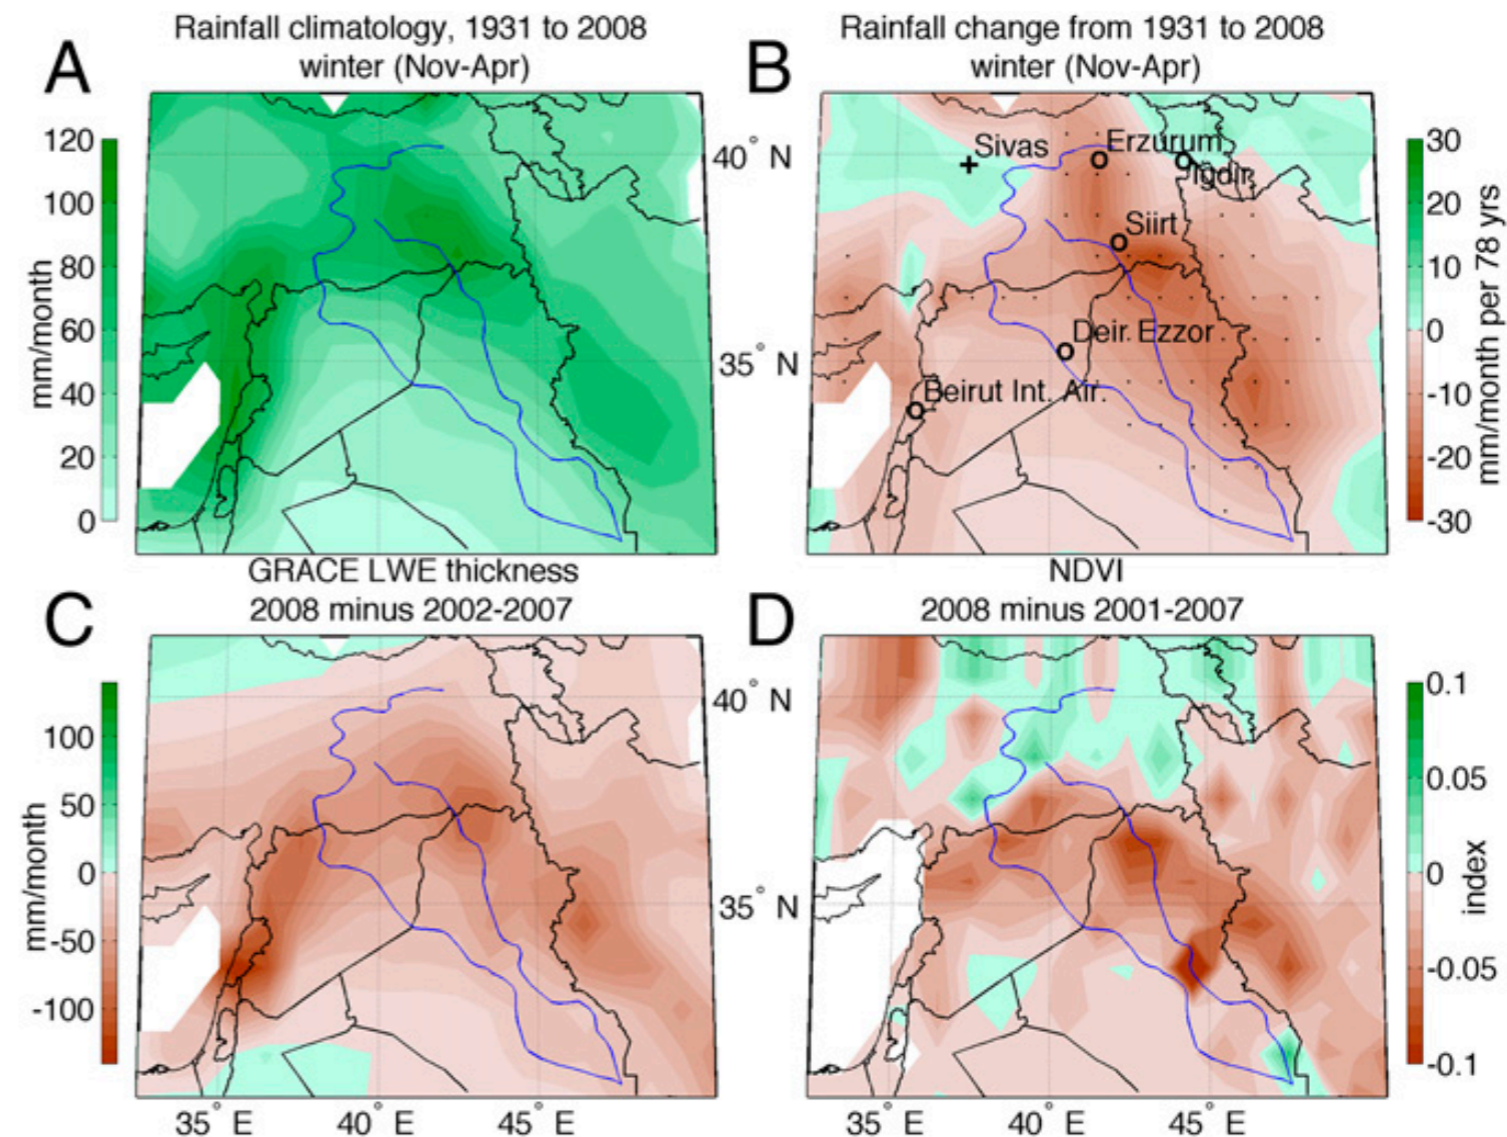 A
Rainfall climatology, 1931 to 2008
winter (Nov-Apr)
120
100
80
60
40
20
0
mm/month
B
Rainfall change from 1931 to 2008
winter (Nov-Apr)
40° N
35° N
Sivas
Erzurum
Igdir
Siirt
Deir. Ezzor
Beirut Int. Air.
30
20
10
0
-10
-20
-30
mm/month per 78 yrs
C
GRACE LWE thickness
2008 minus 2002-2007
100
50
0
-50
-100
mm/month
35° E
40° E
45° E
D
NDVI
2008 minus 2001-2007
40° N
35° N
0.1
0.05
0
-0.05
-0.1
index
35° E
40° E
45° E